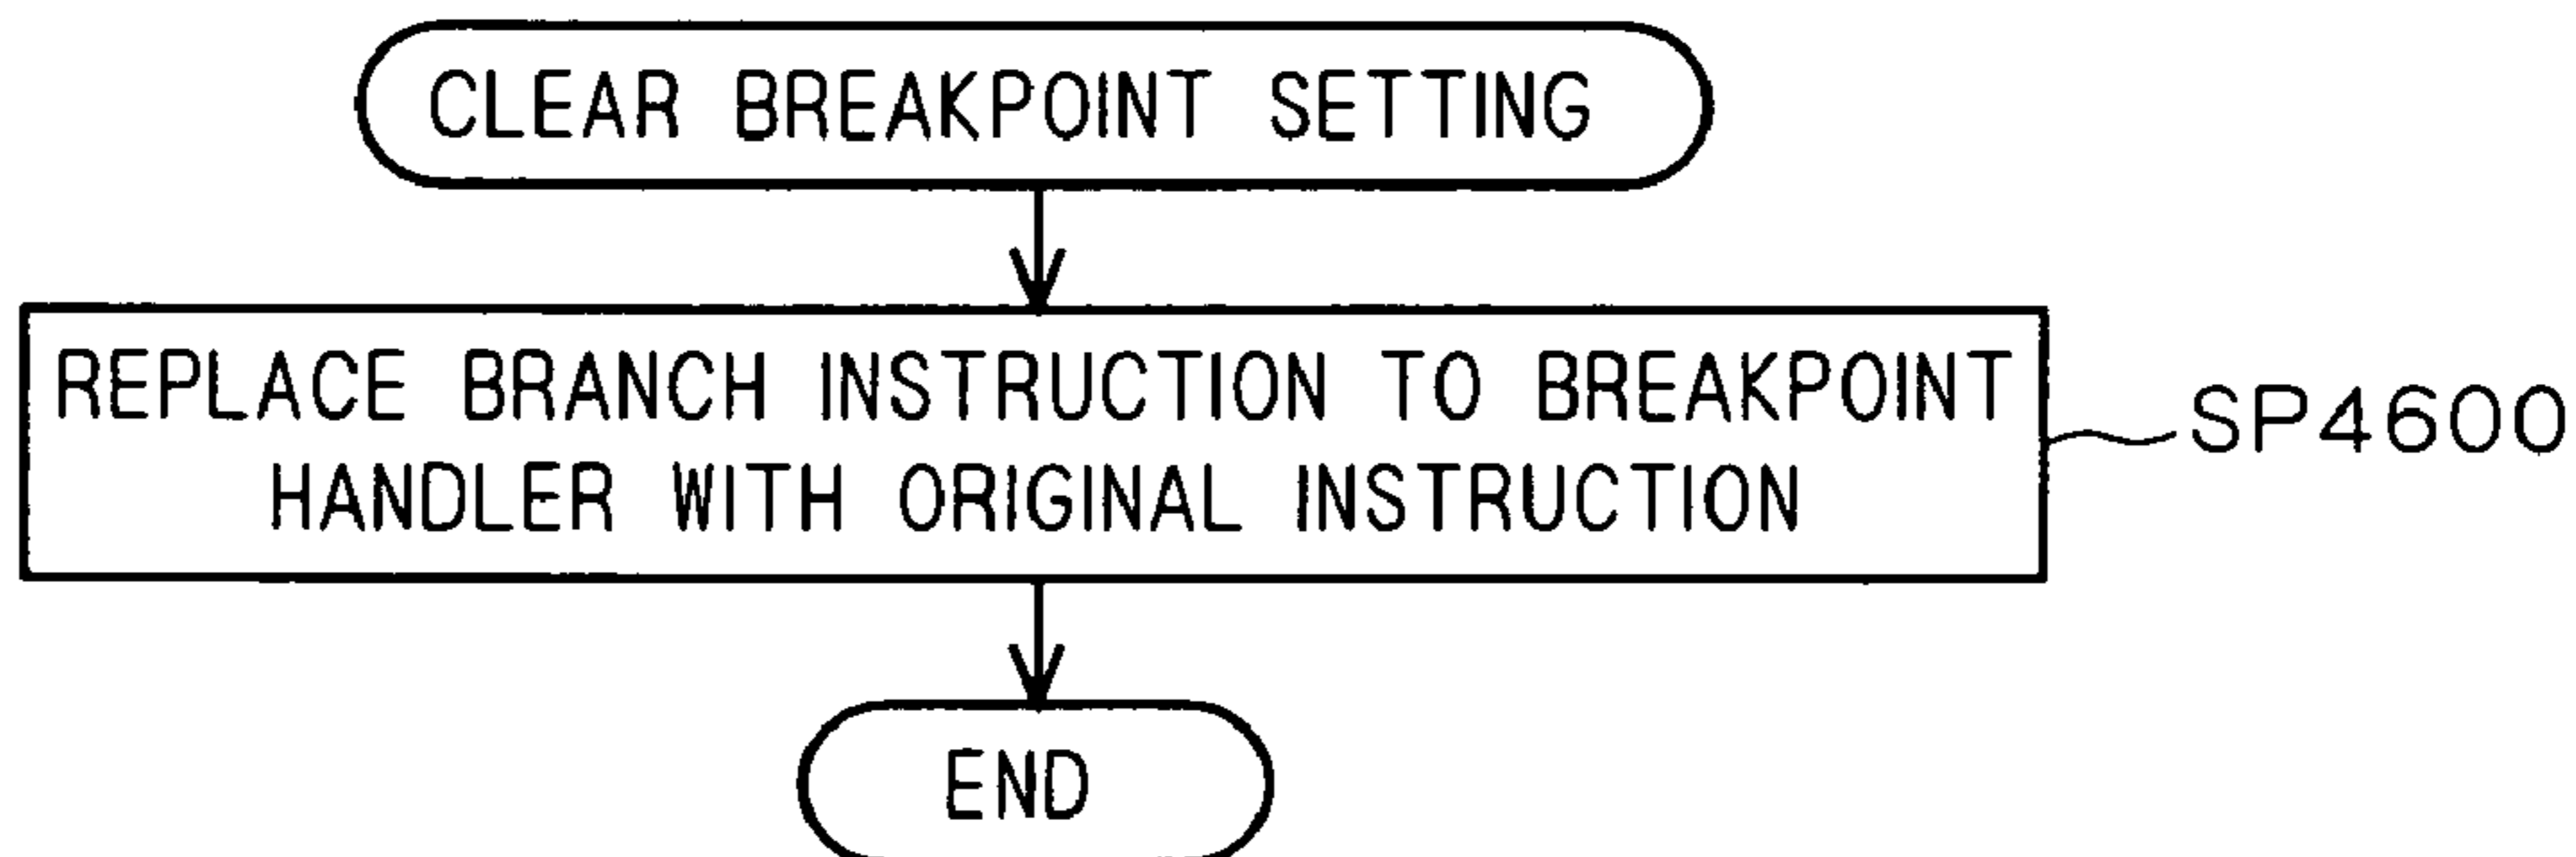 CLEAR BREAKPOINT SETTING
REPLACE BRANCH INSTRUCTION TO BREAKPOINT
HANDLER WITH ORIGINAL INSTRUCTION
SP4600
END